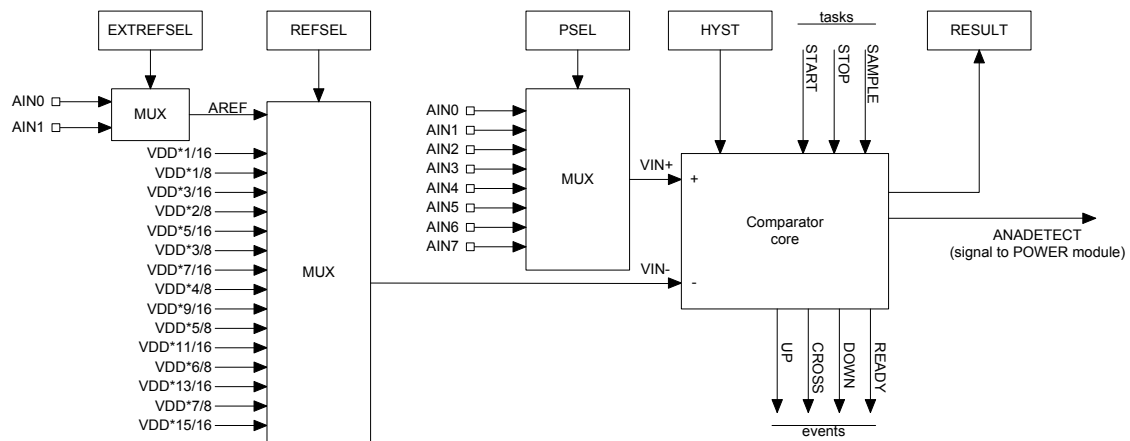 tasks
EXTREFSEL
REFSEL
PSEL
HYST
RESULT
START
STOP
SAMPLE
AIN0
AIN1
MUX
AREF
VDD*1/16
VDD*1/8
VDD*3/16
VDD*2/8
VDD*5/16
VDD*3/8
VDD*7/16
VDD*4/8
VDD*9/16
VDD*5/8
VDD*11/16
VDD*6/8
VDD*13/16
VDD*7/8
VDD*15/16
MUX
AIN0
AIN1
AIN2
AIN3
AIN4
AIN5
AIN6
AIN7
MUX
VIN+
VIN-
+
-
Comparator
core
ANADETECT
(signal to POWER module)
UP
CROSS
DOWN
READY
events